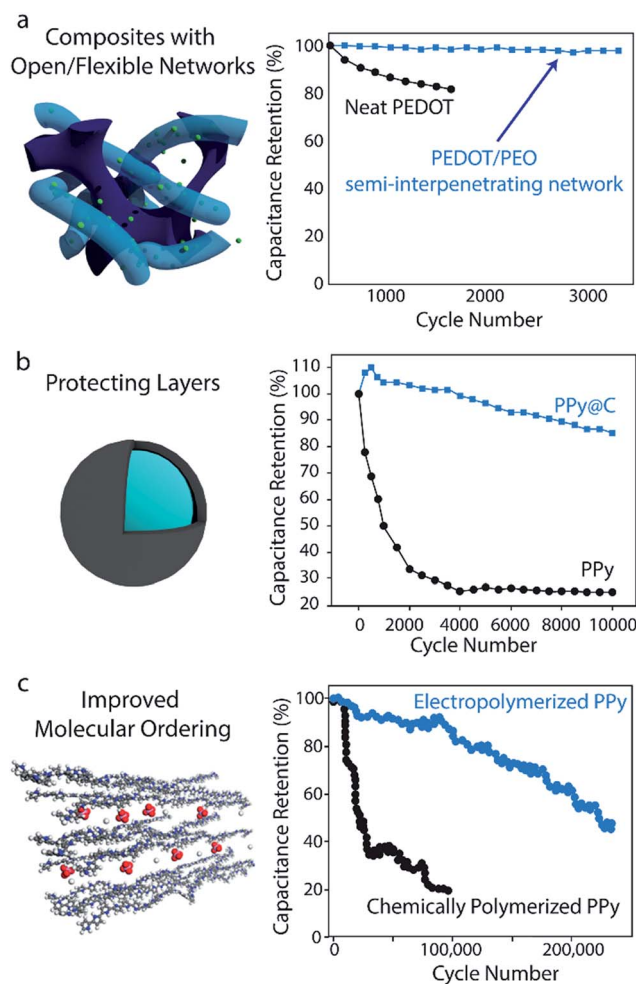 a
Composites with
Open/Flexible Networks
Capacitance Retention (%)
100
80
60
40
20
0
Neat PEDOT
PEDOT/PEO
semi-interpenetrating network
1000
2000
3000
Cycle Number
b
Protecting Layers
Capacitance Retention (%)
110
100
90
80
70
60
50
40
30
20
PPy@C
PPy
0
2000
4000
6000
8000
10000
Cycle Number
c
Improved
Molecular Ordering
Capacitance Retention (%)
100
80
60
40
20
0
Electropolymerized PPy
Chemically Polymerized PPy
0
100,000
200,000
Cycle Number